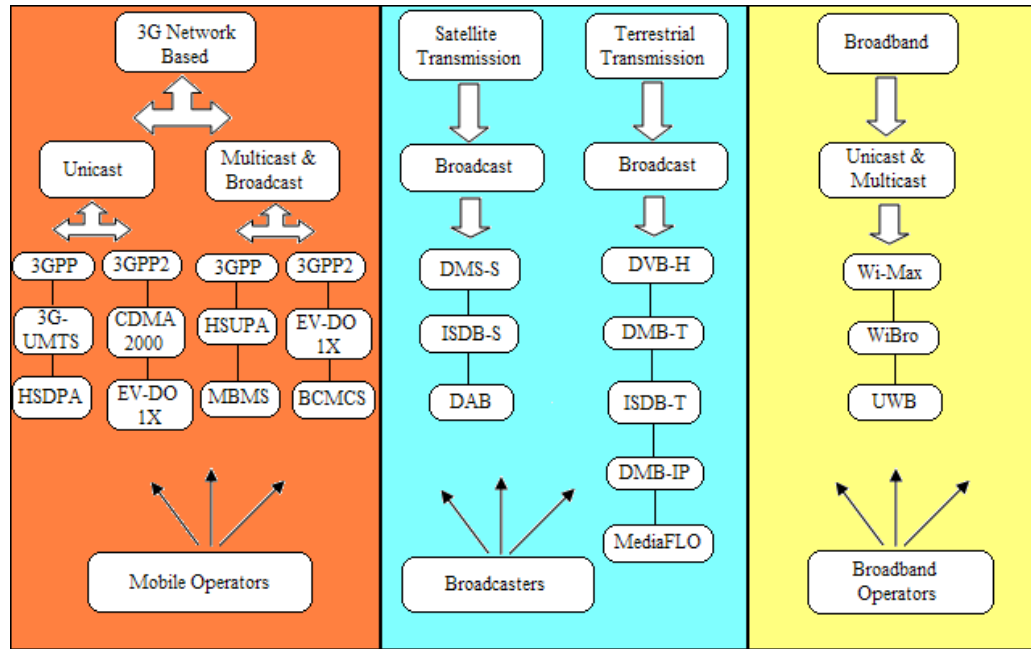 3G Network
Based
Unicast
Multicast &
Broadcast
3GPP
3GPP2
3GPP
3GPP2
3G-
UMTS
CDMA
2000
HSUPA
EV-DO
1X
HSDPA
EV-DO
1X
MBMS
BCMCS
Mobile Operators
Satellite
Transmission
Terrestrial
Transmission
Broadcast
Broadcast
DMS-S
ISDB-S
DAB
DVB-H
DMB-T
ISDB-T
DMB-IP
MediaFLO
Broadcasters
Broadband
Unicast &
Multicast
Wi-Max
WiBro
UWB
Broadband
Operators